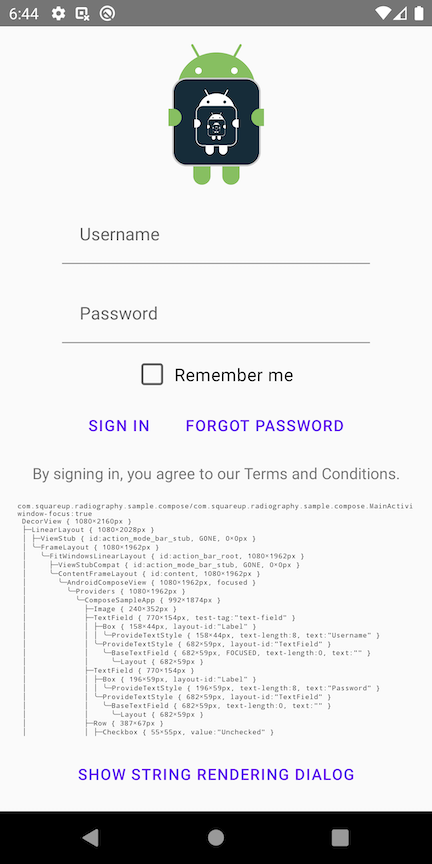 6:44
Username
Password
Remember me
SIGN IN FORGOT PASSWORD
By signing in, you agree to our Terms and Conditions.
com.squareup.radiography.sample.compose/com.squareup.radiography.sample.compose.MainActivi
window-focus:true
DecorView { 1080×2160px }
├─LinearLayout { 1080×2028px }
│ ├─ViewStub { id:action_mode_bar_stub, GONE, 0×0px }
│ ╰─FrameLayout { 1080×1962px }
│   ╰─FitWindowsLinearLayout { id:action_bar_root, 1080×1962px }
│     ├─ViewStubCompat { id:action_mode_bar_stub, GONE, 0×0px }
│     ╰─ContentFrameLayout { id:content, 1080×1962px }
│       ╰─AndroidComposeView { 1080×1962px, focused }
│         ╰─Providers { 1080×1962px }
│           ╰─ComposeSampleApp { 992×1874px }
│             ├─Image { 240×352px }
│             ├─TextField { 770×154px, test-tag:"text-field" }
│             │ ├─Box { 158×44px, layout-id:"Label" }
│             │ │ ╰─ProvideTextStyle { 158×44px, text-length:8, text:"Username" }
│             │ ╰─ProvideTextStyle { 682×59px, layout-id:"TextField" }
│             │   ╰─BaseTextField { 682×59px, FOCUSED, text-length:0, text:"" }
│             │     ╰─Layout { 682×59px }
│             ├─TextField { 770×154px }
│             │ ├─Box { 196×59px, layout-id:"Label" }
│             │ │ ╰─ProvideTextStyle { 196×59px, text-length:8, text:"Password" }
│             │ ╰─ProvideTextStyle { 682×59px, layout-id:"TextField" }
│             │   ╰─BaseTextField { 682×59px, text-length:0, text:"" }
│             │     ╰─Layout { 682×59px }
│             ├─Row { 387×67px }
│             │ ├─Checkbox { 55×55px, value:"Unchecked" }
SHOW STRING RENDERING DIALOG